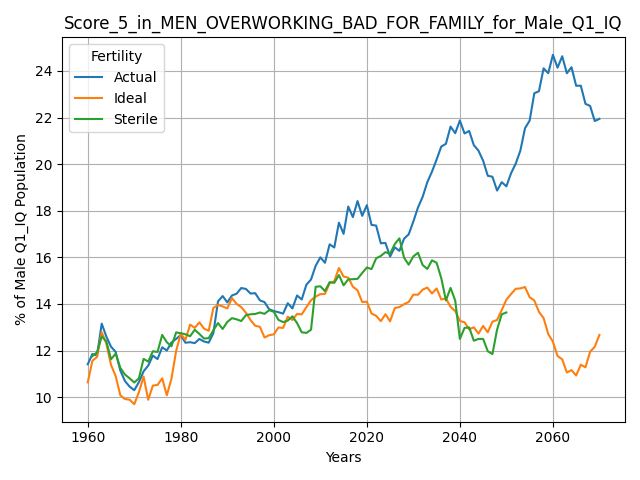 Score_5_in_MEN_OVERWORKING_BAD_FOR_FAMILY_for_Male_Q1_IQ
Fertility
Actual
Ideal
Sterile
% of Male Q1_IQ Population
24
22
20
18
16
14
12
10
1960
1980
2000
2020
2040
2060
Years